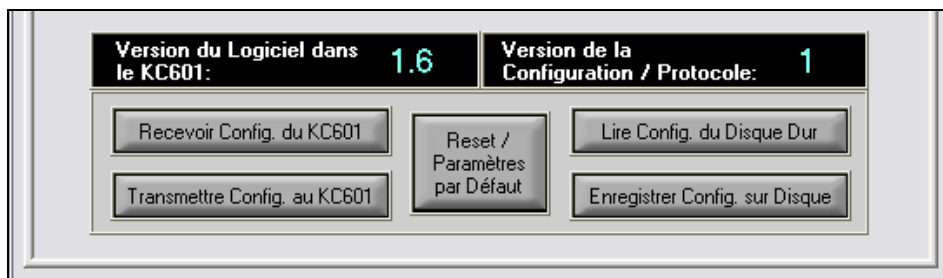 Version du Logiciel dans
le KC601:
1.6
Version de la
Configuration / Protocole:
1
Recevoir Config. du KC601
Reset /
Paramètres
par Défaut
Lire Config. du Disque Dur
Transmettre Config. au KC601
Enregistrer Config. sur Disque